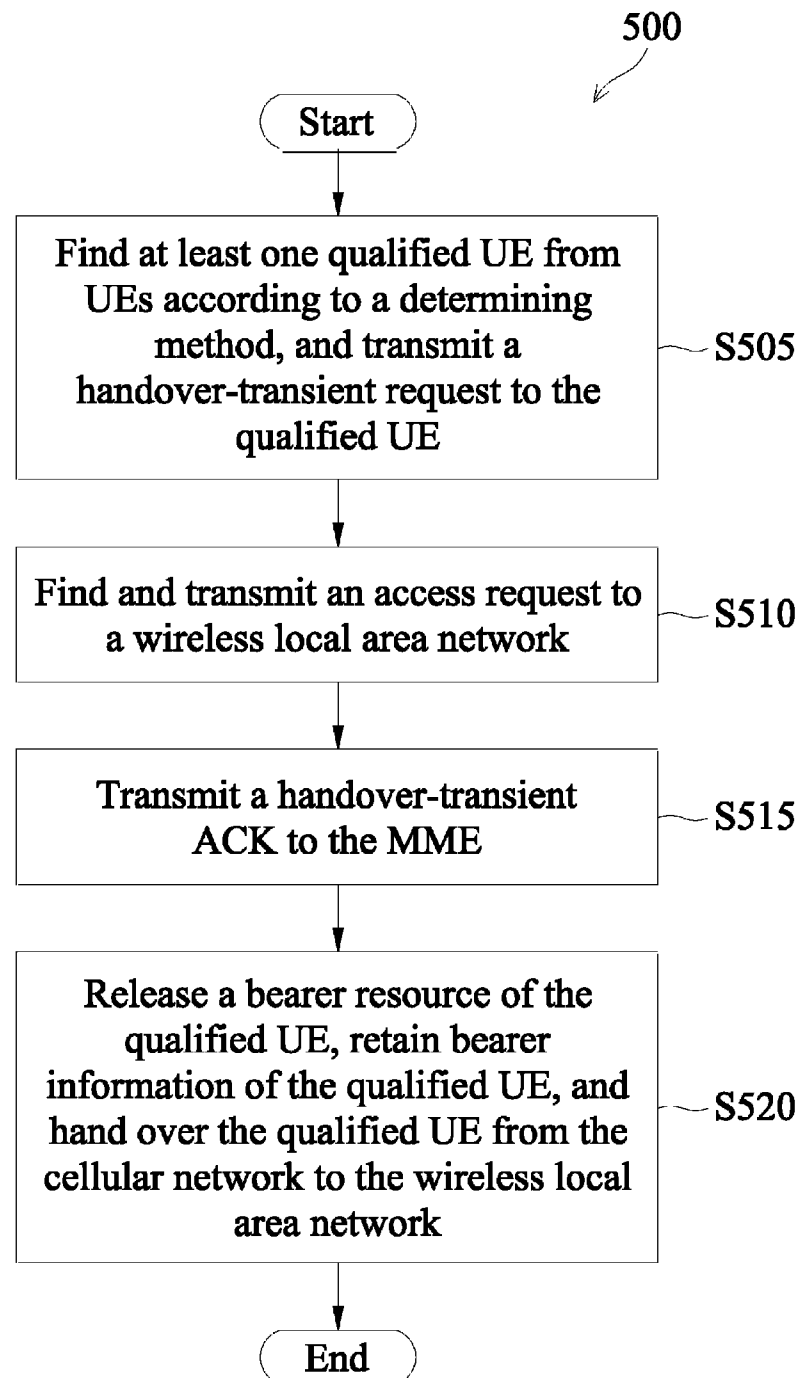 500
Start
Find at least one qualified UE from
UEs according to a determining
method, and transmit a
handover-transient request to the
qualified UE
S505
Find and transmit an access request to
a wireless local area network
S510
Transmit a handover-transient
ACK to the MME
S515
Release a bearer resource of the
qualified UE, retain bearer
information of the qualified UE, and
hand over the qualified UE from the
cellular network to the wireless local
area network
S520
End